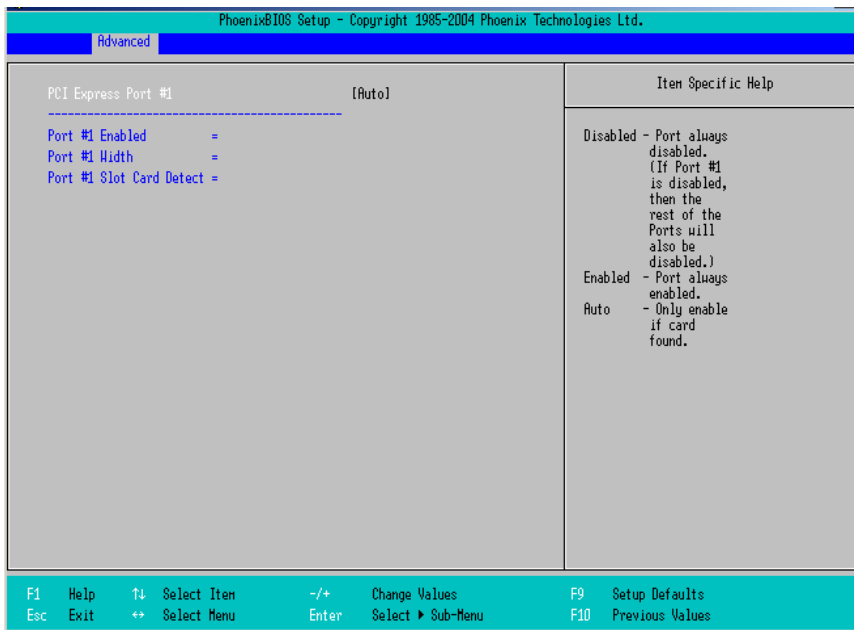 PhoenixBIOS Setup - Copyright 1985-2004 Phoenix Technologies Ltd.
Advanced
PCI Express Port #1 [Auto]
--------------------------------------------
Port #1 Enabled =
Port #1 Width =
Port #1 Slot Card Detect =
Item Specific Help
Disabled - Port always
disabled.
(If Port #1
is disabled,
then the
rest of the
Ports will
also be
disabled.)
Enabled - Port always
enabled.
Auto - Only enable
if card
found.
F1 Help ↑↓ Select Item -/+ Change Values F9 Setup Defaults
Esc Exit ↔ Select Menu Enter Select ▶ Sub-Menu F10 Previous Values